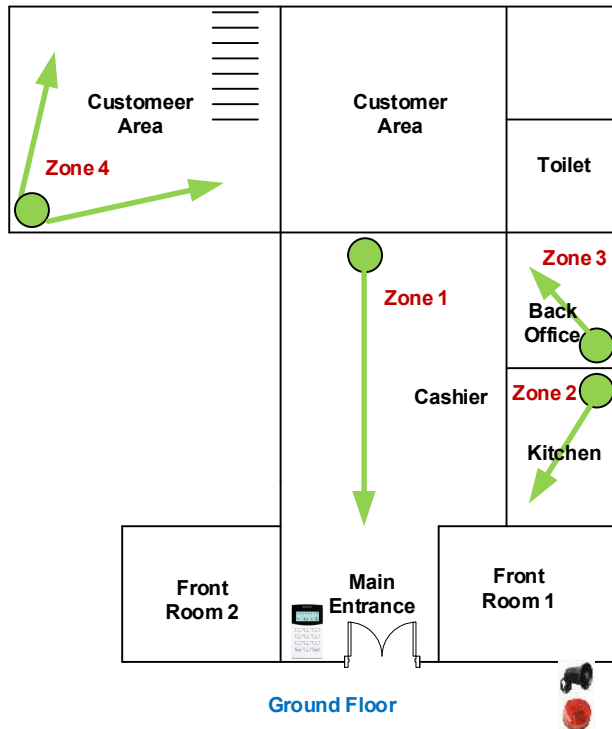 Customeer
Area
Customer
Area
Zone 4
Toilet
Zone 3
Zone 1
Back
Office
Cashier
Zone 2
Kitchen
Front
Room 2
Main
Entrance
Front
Room 1
Ground Floor